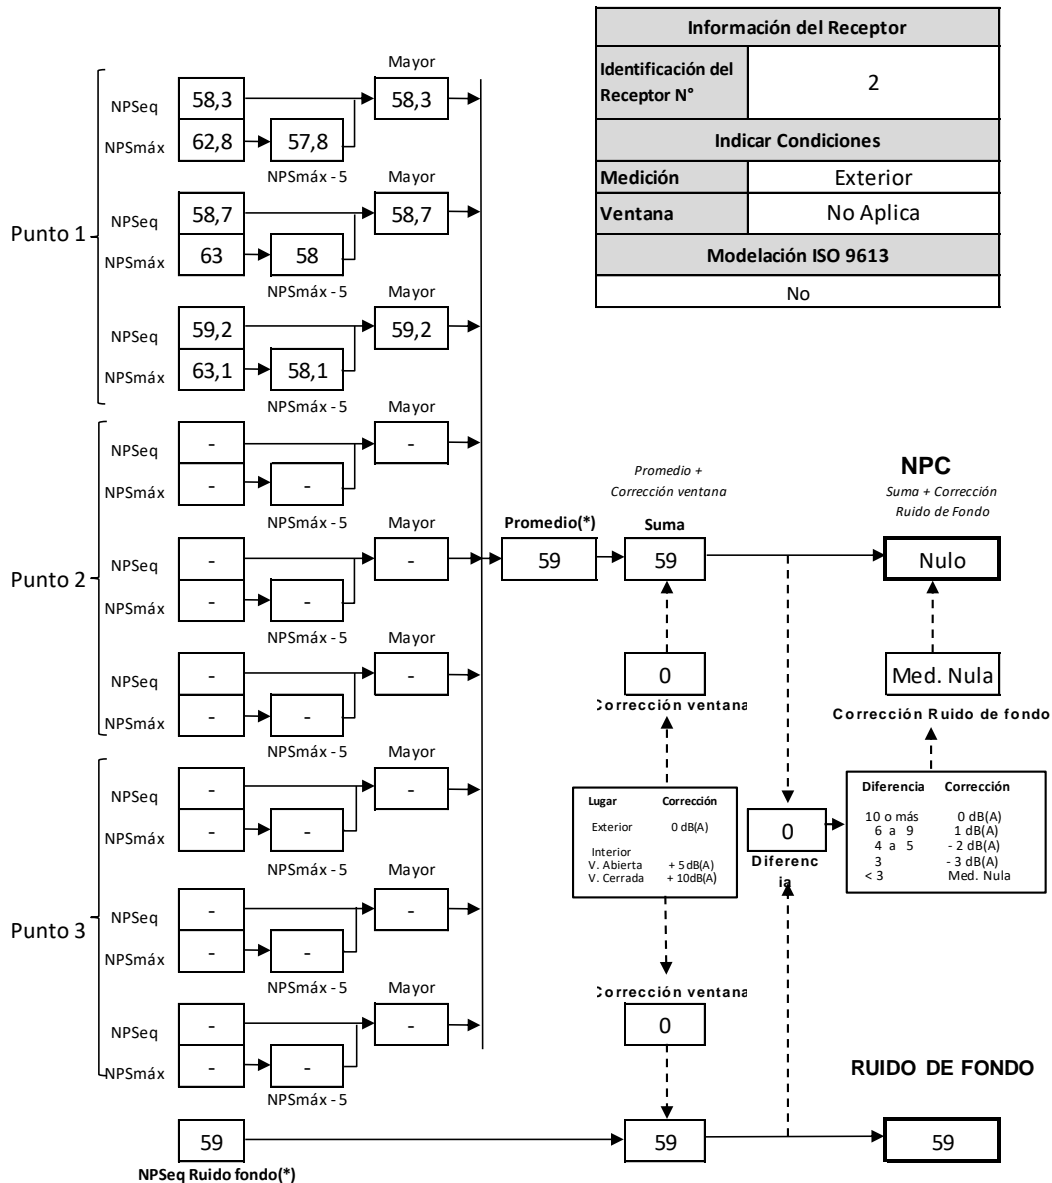 Información del Receptor
Identificación del
Receptor N°
2
Indicar Condiciones
Medición Exterior
Ventana No Aplica
Modelación ISO 9613
No
Punto 1
Mayor
NPSeq 58,3 58,3
NPSmáx 62,8 57,8
NPSmáx - 5
Mayor
NPSeq 58,7 58,7
NPSmáx 63 58
NPSmáx - 5
Mayor
NPSeq 59,2 59,2
NPSmáx 63,1 58,1
NPSmáx - 5
Punto 2
Mayor
NPSeq - -
NPSmáx - -
NPSmáx - 5
Mayor
NPSeq - -
NPSmáx - -
NPSmáx - 5
Mayor
NPSeq - -
NPSmáx - -
NPSmáx - 5
Punto 3
Mayor
NPSeq - -
NPSmáx - -
NPSmáx - 5
Mayor
NPSeq - -
NPSmáx - -
NPSmáx - 5
Mayor
NPSeq - -
NPSmáx - -
NPSmáx - 5
Promedio(*)
59
Promedio +
Corrección ventana
Suma
59
0
Corrección ventana
NPC
Suma + Corrección
Ruido de Fondo
Nulo
Med. Nula
Corrección Ruido de fondo
Lugar Corrección
Exterior 0 dB(A)
Interior
V. Abierta + 5dB(A)
V. Cerrada + 10dB(A)
0
Diferenc
ia
Diferencia Corrección
10 o más 0 dB(A)
6 a 9 1 dB(A)
4 a 5 - 2 dB(A)
3 - 3 dB(A)
< 3 Med. Nula
Corrección ventana
0
RUIDO DE FONDO
59 59 59
NPSeq Ruido fondo(*)